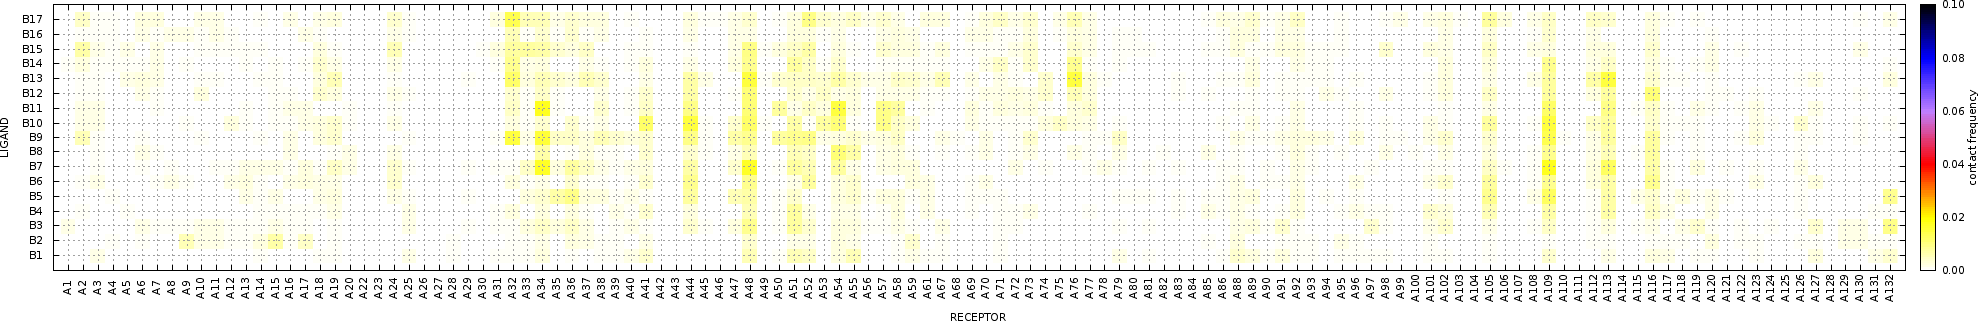 B17
B16
B15
B14
B13
B12
B11
B10
B9
B8
B7
B6
B5
B4
B3
B2
B1
LIGAND
A1 A2 A3 A4 A5 A6 A7 A8 A9 A10 A11 A12 A13 A14 A15 A16 A17 A18 A19 A20 A22 A23 A24 A25 A26 A27 A28 A29 A30 A31 A32 A33 A34 A35 A36 A37 A38 A39 A40 A41 A42 A43 A44 A45 A46 A47 A48 A49 A50 A51 A52 A53 A54 A55 A56 A57 A58 A59 A61 A67 A68 A69 A70 A71 A72 A73 A74 A75 A76 A77 A78 A79 A80 A81 A82 A83 A84 A85 A86 A88 A89 A90 A91 A92 A93 A94 A95 A96 A97 A98 A99 A100 A101 A102 A103 A104 A105 A106 A107 A108 A109 A110 A111 A112 A113 A114 A115 A116 A118 A119 A120 A121 A122 A123 A124 A125 A126 A127 A128 A129 A130 A131 A132
RECEPTOR
0.10
0.08
0.06
0.04
0.02
0.00
contact frequency